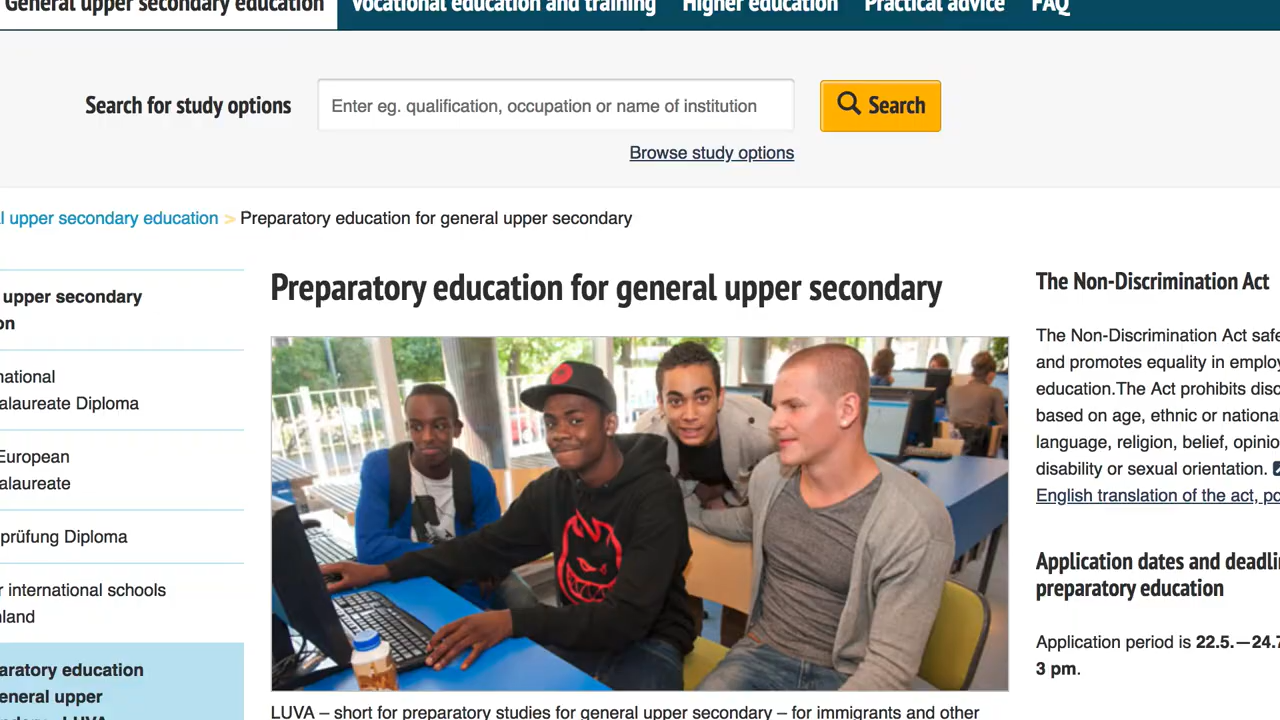 General upper secondary education
Vocational education and training
Higher education
Practical advice
FAQ
Search for study options
Enter eg. qualification, occupation or name of institution
Search
Browse study options
upper secondary education > Preparatory education for general upper secondary
upper secondary
on
national
alaureate Diploma
European
alaureate
prüfung Diploma
r international schools
nland
aratory education
eneral upper
LUVA
Preparatory education for general upper secondary
LUVA – short for preparatory studies for general upper secondary – for immigrants and other
The Non-Discrimination Act
The Non-Discrimination Act safe
and promotes equality in employ
education.The Act prohibits disc
based on age, ethnic or nationa
language, religion, belief, opinio
disability or sexual orientation.
English translation of the act, pd
Application dates and deadli
preparatory education
Application period is 22.5.—24.7
3 pm.